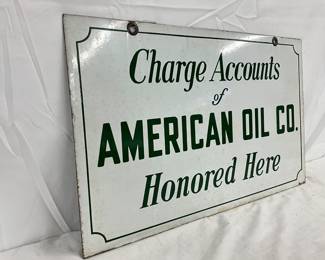 Charge Accounts
of
AMERICAN OIL CO.
Honored Here